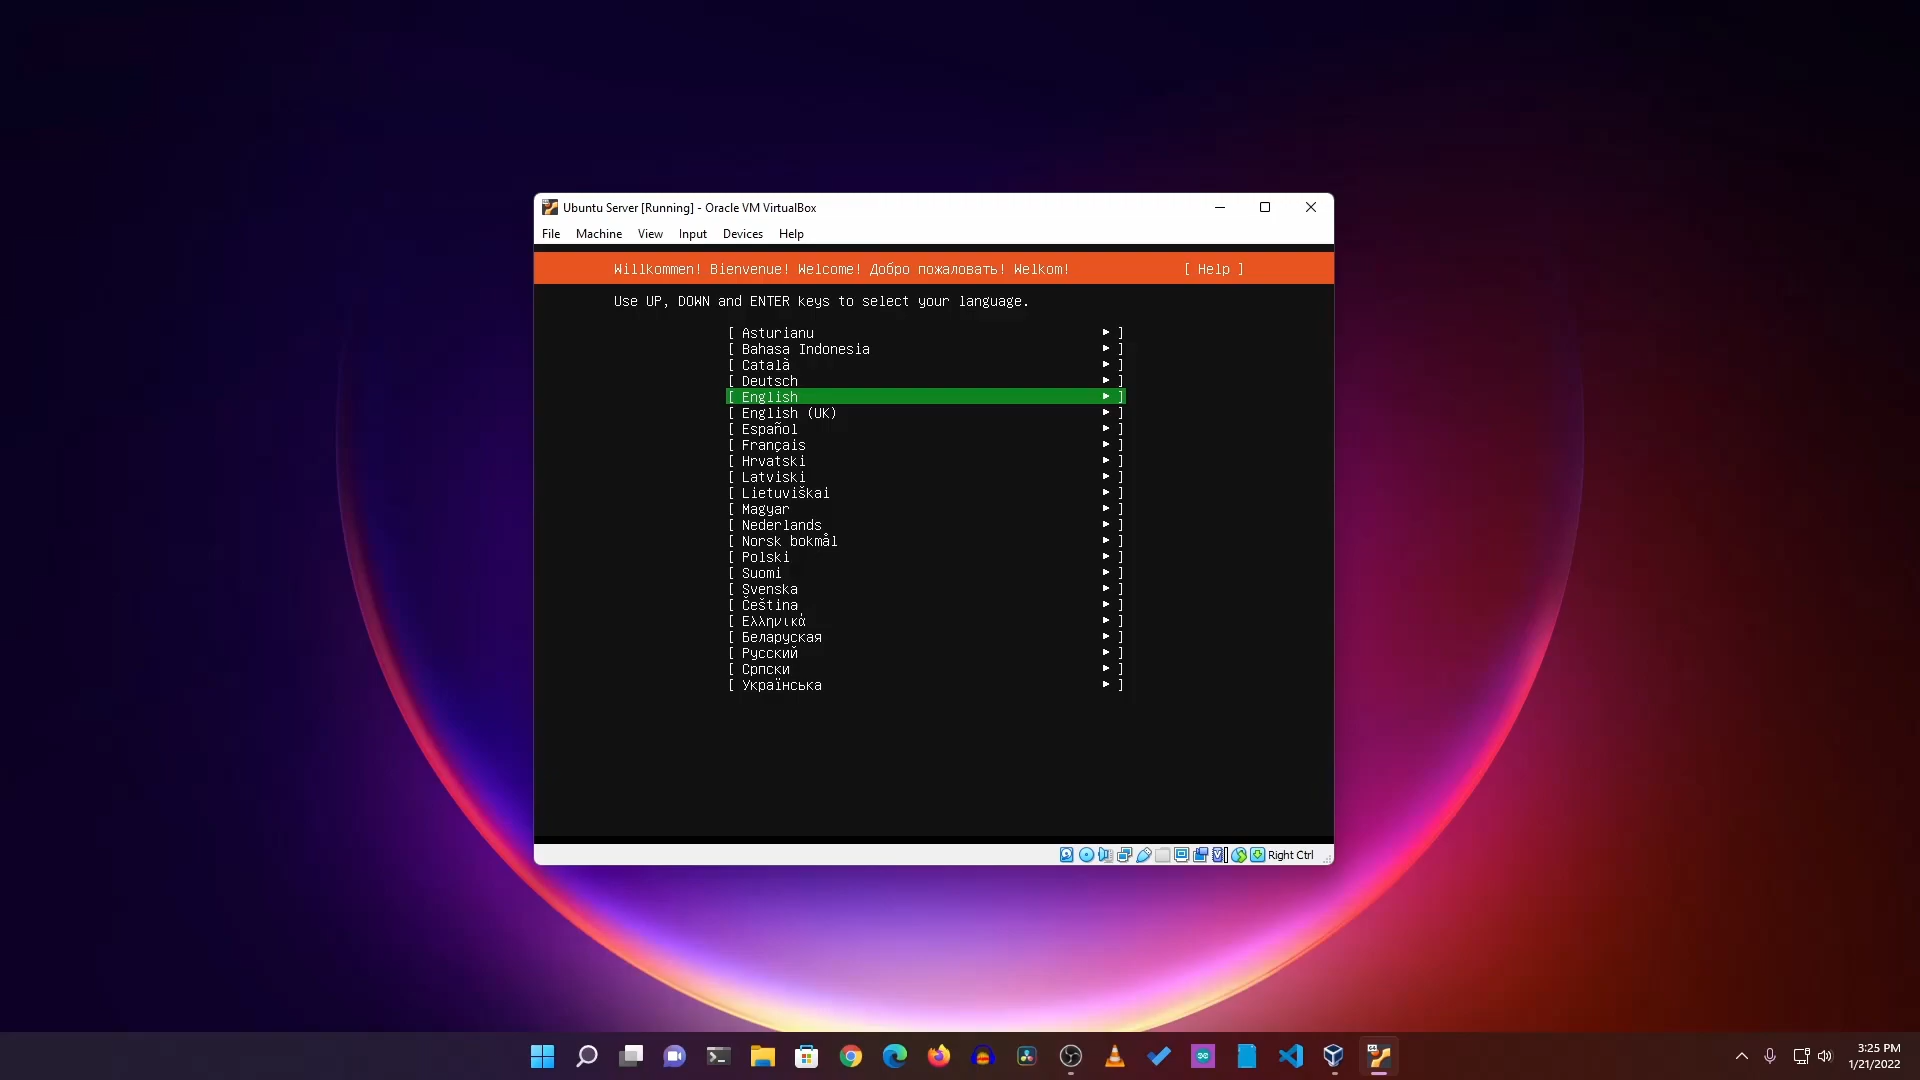 Ubuntu Server [Running] - Oracle VM VirtualBox
File Machine View Input Devices Help
Willkommen! Bienvenue! Welcome! Добро пожаловать! Welkom! [ Help ]
Use UP, DOWN and ENTER keys to select your language.
[ Asturianu ▸ ]
[ Bahasa Indonesia ▸ ]
[ Català ▸ ]
[ Deutsch ▸ ]
[ English ▸ ]
[ English (UK) ▸ ]
[ Español ▸ ]
[ Français ▸ ]
[ Hrvatski ▸ ]
[ Latviski ▸ ]
[ Lietuviškai ▸ ]
[ Magyar ▸ ]
[ Nederlands ▸ ]
[ Norsk bokmål ▸ ]
[ Polski ▸ ]
[ Suomi ▸ ]
[ Svenska ▸ ]
[ Čeština ▸ ]
[ Ελληνικά ▸ ]
[ Беларуская ▸ ]
[ Русский ▸ ]
[ Српски ▸ ]
[ Українська ▸ ]
Right Ctrl
3:25 PM
1/21/2022